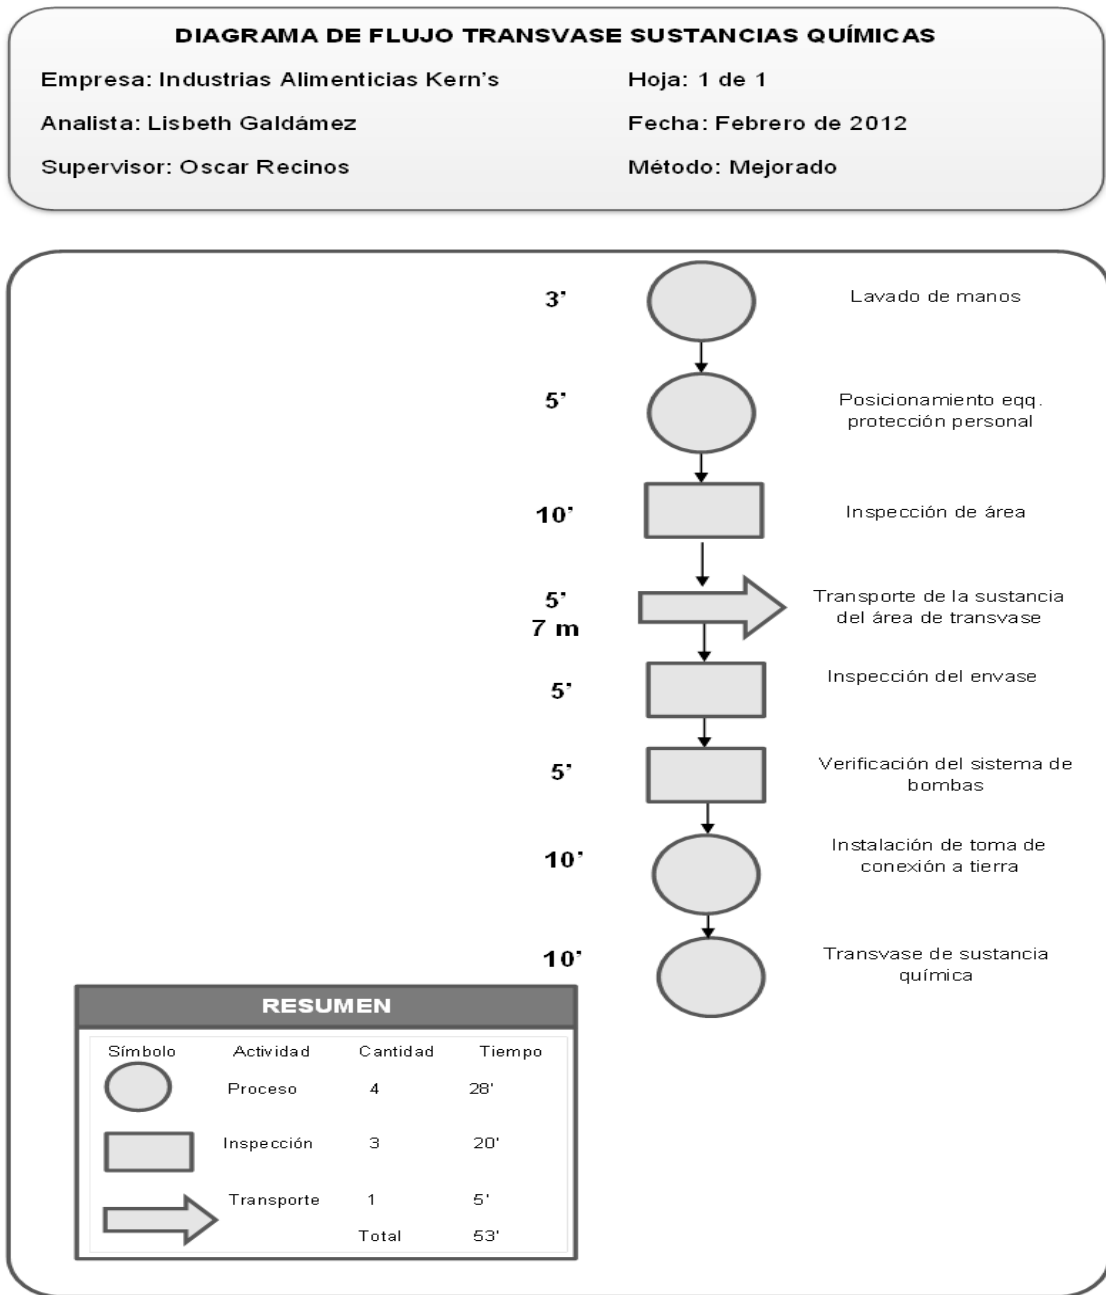 DIAGRAMA DE FLUJO TRANSVASE SUSTANCIAS QUÍMICAS
Empresa: Industrias Alimenticias Kern’s
Hoja: 1 de 1
Analista: Lisbeth Galdámez
Fecha: Febrero de 2012
Supervisor: Oscar Recinos
Método: Mejorado
3’
Lavado de manos
5’
Posicionamiento eqq.
protección personal
10’
Inspección de área
5’
7 m
Transporte de la sustancia
del área de transvase
5’
Inspección del envase
5’
Verificación del sistema de
bombas
10’
Instalación de toma de
conexión a tierra
10’
Transvase de sustancia
química
RESUMEN
Símbolo Actividad Cantidad Tiempo
Proceso 4 28'
Inspección 3 20'
Transporte 1 5'
Total 53'